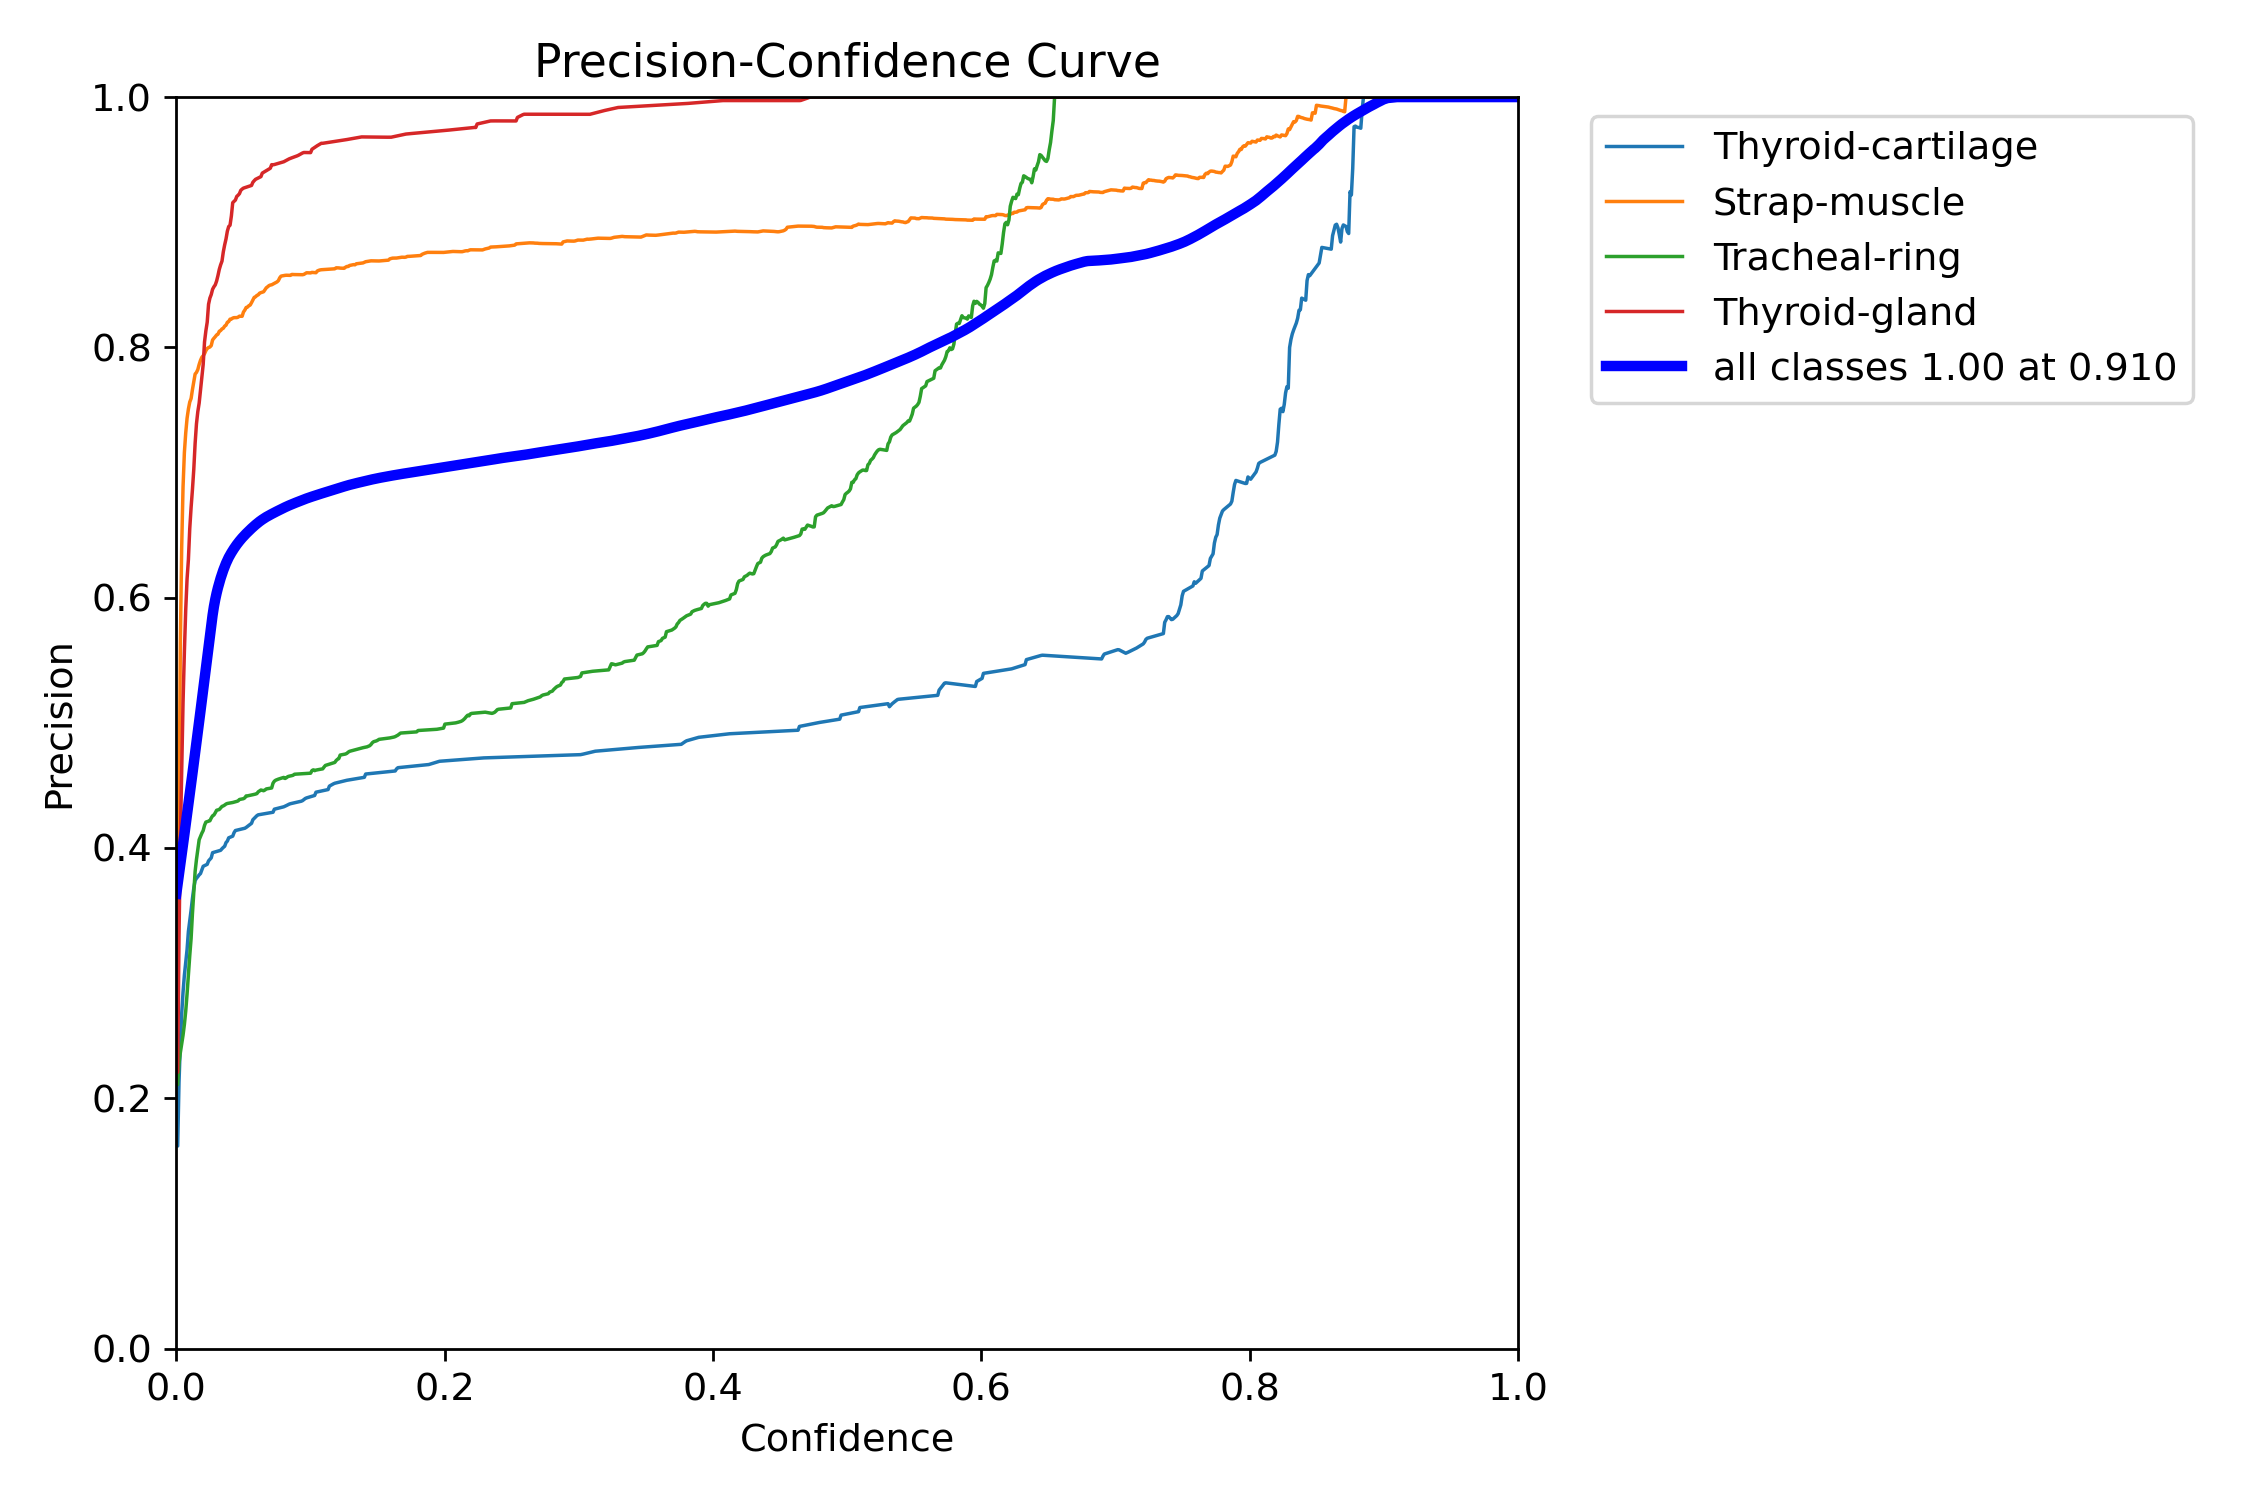 Precision-Confidence Curve
1.0
0.8
0.6
0.4
0.2
0.0
Precision
0.0 0.2 0.4 0.6 0.8 1.0
Confidence
Thyroid-cartilage
Strap-muscle
Tracheal-ring
Thyroid-gland
all classes 1.00 at 0.910